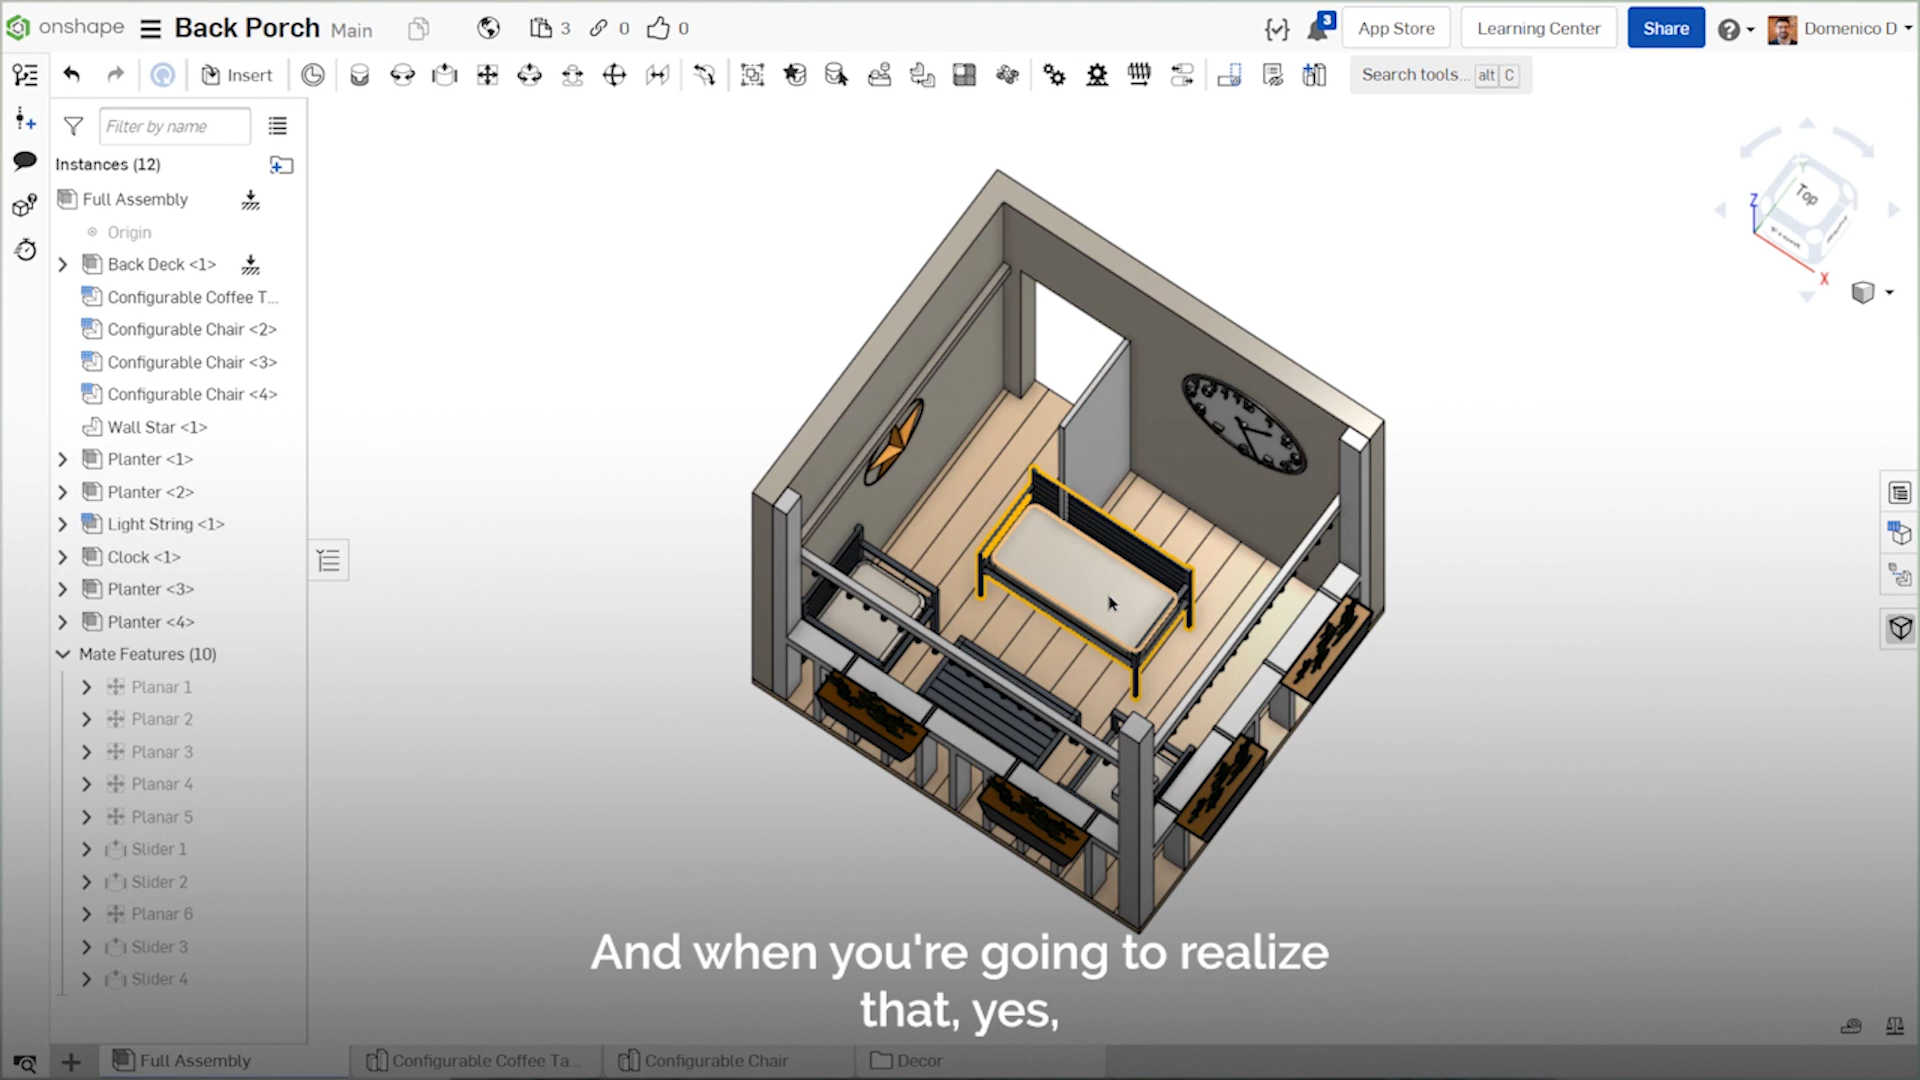 onshape Back Porch Main 3 0 0 3 App Store Learning Center Share Domenico D
Insert Search tools... alt C
Filter by name
Instances (12)
Full Assembly
Origin
Back Deck <1>
Configurable Coffee T...
Configurable Chair <2>
Configurable Chair <3>
Configurable Chair <4>
Wall Star <1>
Planter <1>
Planter <2>
Light String <1>
Clock <1>
Planter <3>
Planter <4>
Mate Features (10)
Planar 1
Planar 2
Planar 3
Planar 4
Planar 5
Slider 1
Slider 2
Planar 6
Slider 3
Slider 4
Top
Z
Y
X
And when you're going to realize
that, yes,
Full Assembly Configurable Coffee Ta... Configurable Chair Decor